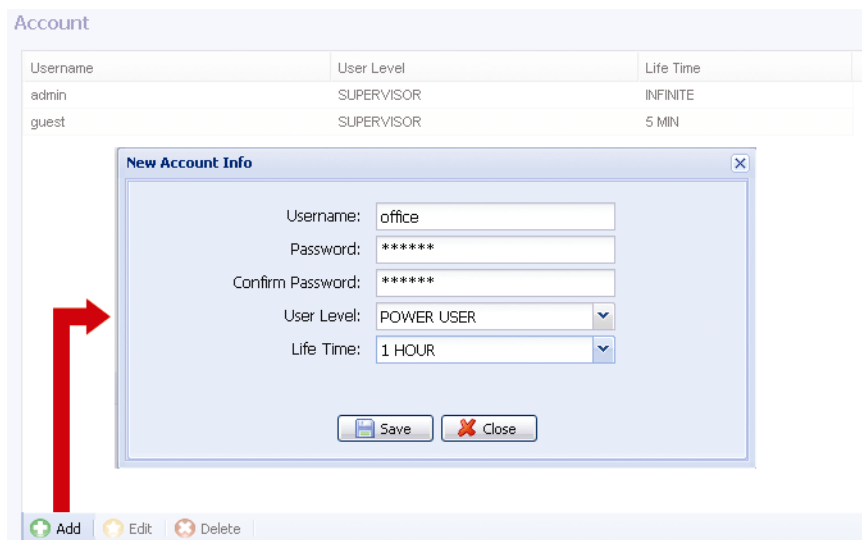 Account
Username User Level Life Time
admin SUPERVISOR INFINITE
guest SUPERVISOR 5 MIN
New Account Info
Username: office
Password: ******
Confirm Password: ******
User Level: POWER USER
Life Time: 1 HOUR
Save Close
Add Edit Delete